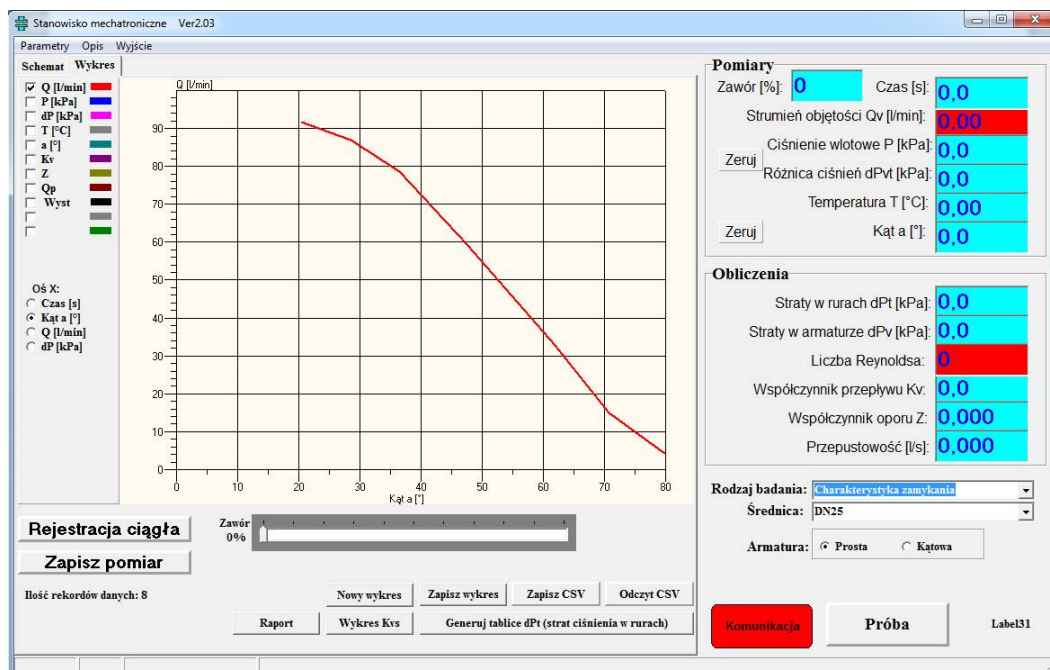 Stanowisko mechatroniczne Ver2.03
Parametry Opis Wyjście
Schemat Wykres
Q [l/min]
P [kPa]
dP [kPa]
T [°C]
a [°]
Kv
Z
Qp
Wyst
Oś X:
Czas [s]
Kąt a [°]
Q [l/min]
dP [kPa]
Q [l/min]
90
80
70
60
50
40
30
20
10
0
0 10 20 30 40 50 60 70 80
Kąt a [°]
Rejestracja ciągła
Zapisz pomiar
Zawór
0%
Ilość rekordów danych: 8
Nowy wykres Zapisz wykres Zapisz CSV Odczyt CSV
Raport Wykres Kvs Generuj tablice dPt (strat ciśnienia w rurach)
Pomiary
Zawór [%]: 0 Czas [s]: 0,0
Strumień objętości Qv [l/min]: 0,00
Ciśnienie wlotowe P [kPa]: 0,0
Zeruj
Różnica ciśnień dPvt [kPa]: 0,0
Temperatura T [°C]: 0,00
Zeruj Kąt a [°]: 0,0
Obliczenia
Straty w rurach dPt [kPa]: 0,0
Straty w armaturze dPv [kPa]: 0,0
Liczba Reynoldsa: 0
Współczynnik przepływu Kv: 0,0
Współczynnik oporu Z: 0,000
Przepustowość [l/s]: 0,000
Rodzaj badania: Charakterystyka zamykania
Średnica: DN25
Armatura: Prosta Kątowa
Komunikacja Próba Label31